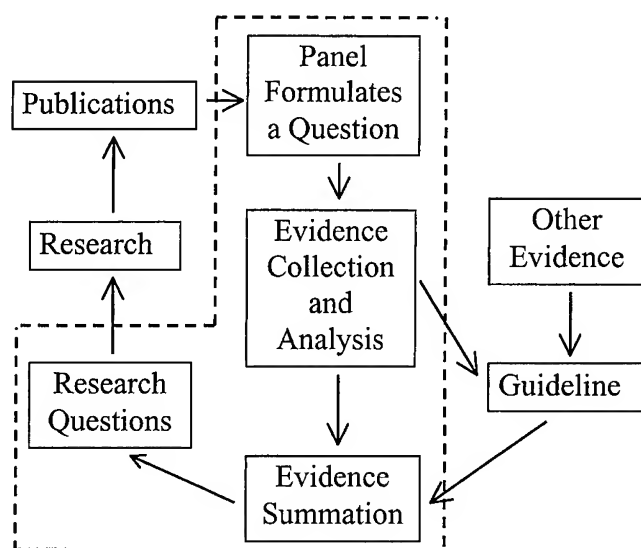 Panel
Formulates
a Question
Publications
Evidence
Collection
and
Analysis
Research
Other
Evidence
Research
Questions
Guideline
Evidence
Summation